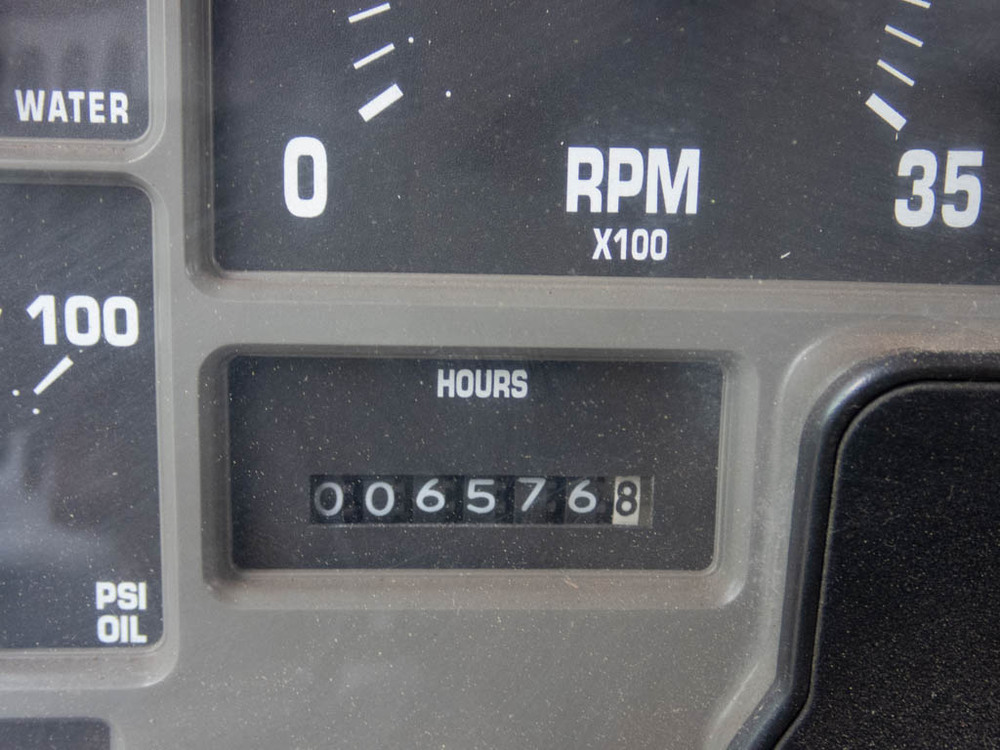 WATER
0
RPM
X100
35
100
PSI
OIL
HOURS
0065768